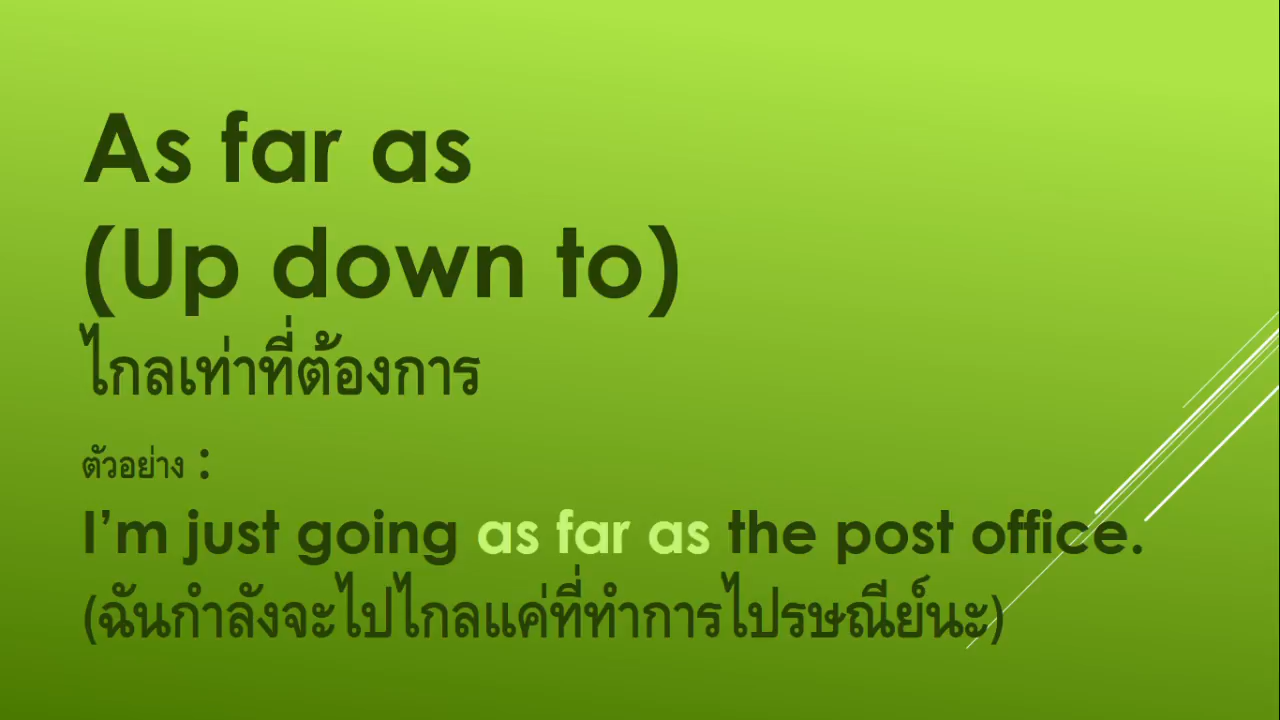 As far as
(Up down to)
ไกลเท่าที่ต้องการ
ตัวอย่าง :
I’m just going as far as the post office.
(ฉันกำลังจะไปไกลแค่ที่ทำการไปรษณีย์นะ)